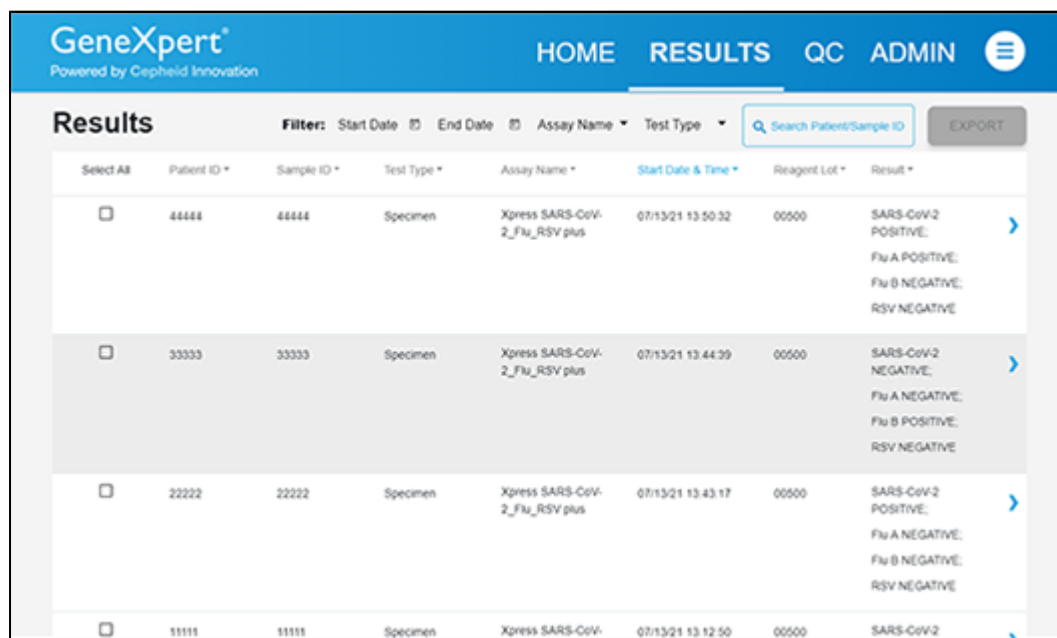 GeneXpert®
Powered by Cepheid Innovation
HOME RESULTS QC ADMIN
Results Filter: Start Date End Date Assay Name Test Type Search Patient/Sample ID EXPORT
Select All Patient ID Sample ID Test Type Assay Name Start Date & Time Reagent Lot Result
44444 44444 Specimen Xpress SARS-CoV- 07/13/21 13:50:32 00500 SARS-CoV-2
2_Flu_RSV plus POSITIVE;
Flu A POSITIVE;
Flu B NEGATIVE;
RSV NEGATIVE
33333 33333 Specimen Xpress SARS-CoV- 07/13/21 13:44:39 00500 SARS-CoV-2
2_Flu_RSV plus NEGATIVE;
Flu A NEGATIVE;
Flu B POSITIVE;
RSV NEGATIVE
22222 22222 Specimen Xpress SARS-CoV- 07/13/21 13:43:17 00500 SARS-CoV-2
2_Flu_RSV plus POSITIVE;
Flu A NEGATIVE;
Flu B NEGATIVE;
RSV NEGATIVE
11111 11111 Specimen Xpress SARS-CoV- 07/13/21 13:12:50 00500 SARS-CoV-2